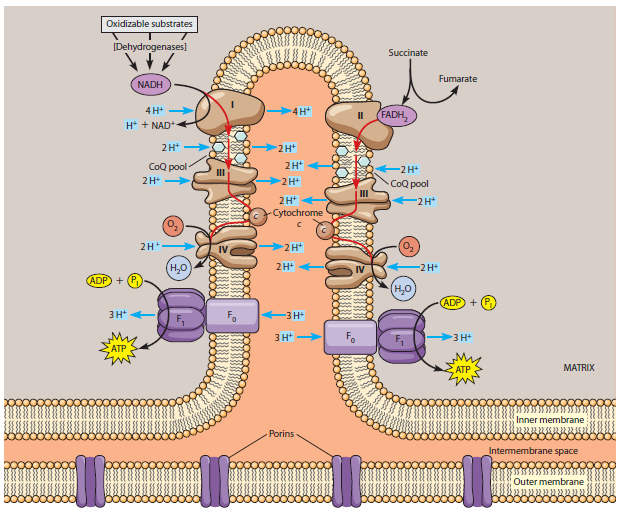 Oxidizable substrates
[Dehydrogenases]
NADH
I
4 H⁺
4 H⁺
H⁺ + NAD⁺
2 H⁺
2 H⁺
CoQ pool
III
2 H⁺
2 H⁺
c
Cytochrome
c
O₂
IV
2 H⁺
2 H⁺
H₂O
ADP + Pᵢ
3 H⁺
F₁
F₀
3 H⁺
ATP
Succinate
Fumarate
II
FADH₂
2 H⁺
2 H⁺
CoQ pool
III
2 H⁺
2 H⁺
c
O₂
IV
2 H⁺
2 H⁺
H₂O
ADP + Pᵢ
3 H⁺
F₀
F₁
3 H⁺
ATP
MATRIX
Inner membrane
Porins
Intermembrane space
Outer membrane